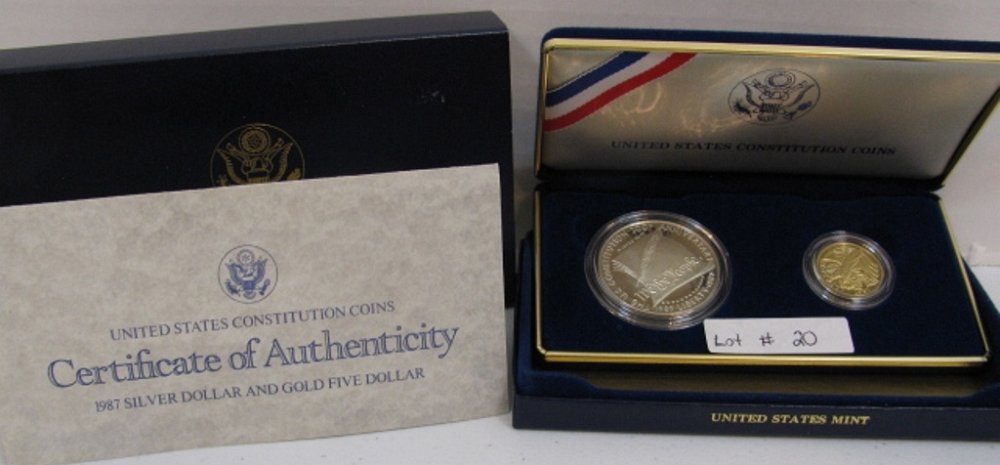 UNITED STATES CONSTITUTION COINS
Certificate of Authenticity
1987 SILVER DOLLAR AND GOLD FIVE DOLLAR
UNITED STATES CONSTITUTION COINS
We the People
Lot # 20
UNITED STATES MINT